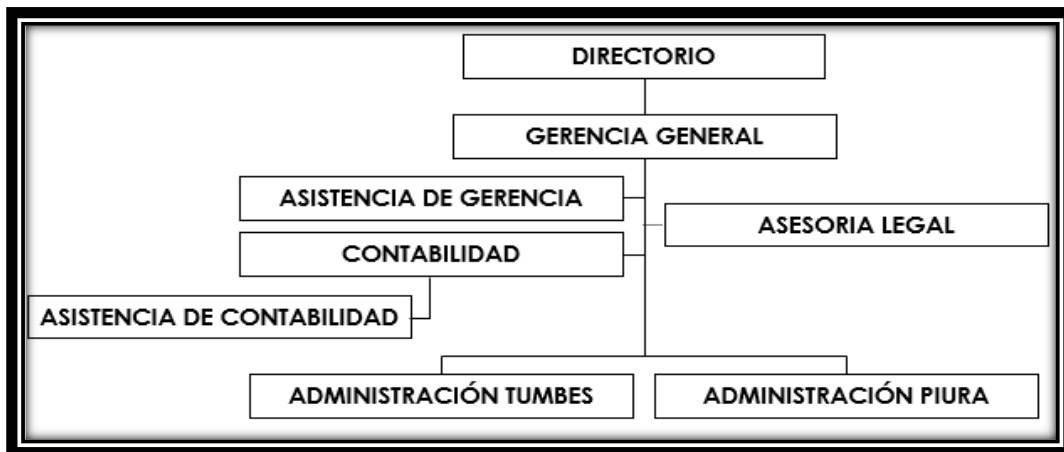 DIRECTORIO
GERENCIA GENERAL
ASISTENCIA DE GERENCIA
ASESORIA LEGAL
CONTABILIDAD
ASISTENCIA DE CONTABILIDAD
ADMINISTRACIÓN TUMBES
ADMINISTRACIÓN PIURA